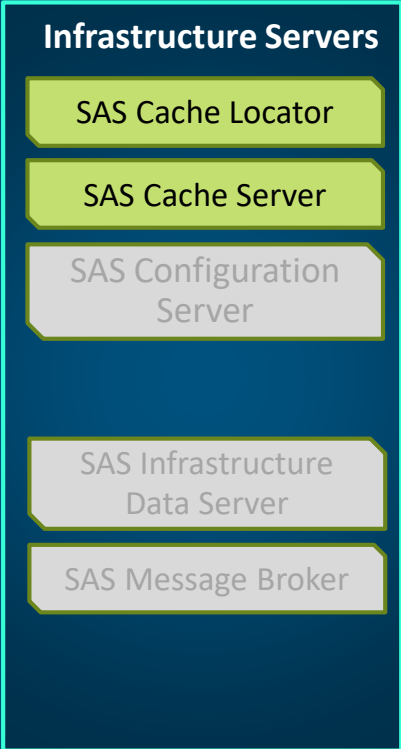 Infrastructure Servers
SAS Cache Locator
SAS Cache Server
SAS Configuration
Server
SAS Infrastructure
Data Server
SAS Message Broker